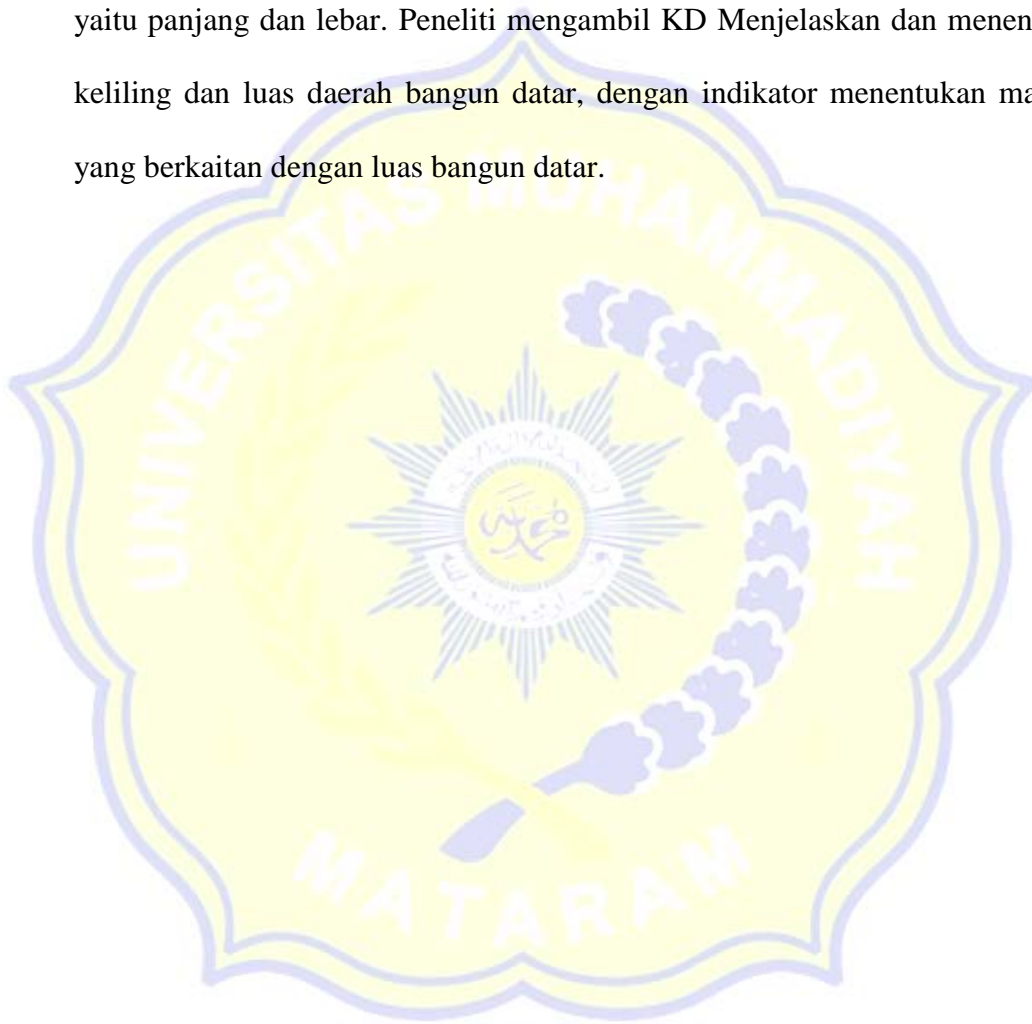 yaitu panjang dan lebar. Peneliti mengambil KD Menjelaskan dan menen
keliling dan luas daerah bangun datar, dengan indikator menentukan ma
yang berkaitan dengan luas bangun datar.
UNIVERSITAS MUHAMMADIYAH
MATARAM